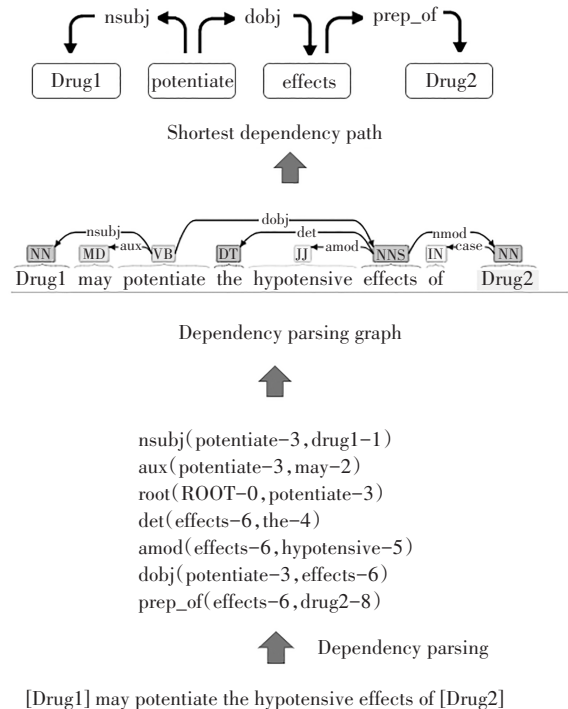 nsubj dobj prep_of
Drug1 potentiate effects Drug2
Shortest dependency path
dobj
nsubj det nmod
aux amod case
NN MD VB DT JJ NNS IN NN
Drug1 may potentiate the hypotensive effects of Drug2
Dependency parsing graph
nsubj(potentiate-3,drug1-1)
aux(potentiate-3,may-2)
root(ROOT-0,potentiate-3)
det(effects-6,the-4)
amod(effects-6,hypotensive-5)
dobj(potentiate-3,effects-6)
prep_of(effects-6,drug2-8)
Dependency parsing
[Drug1] may potentiate the hypotensive effects of [Drug2]